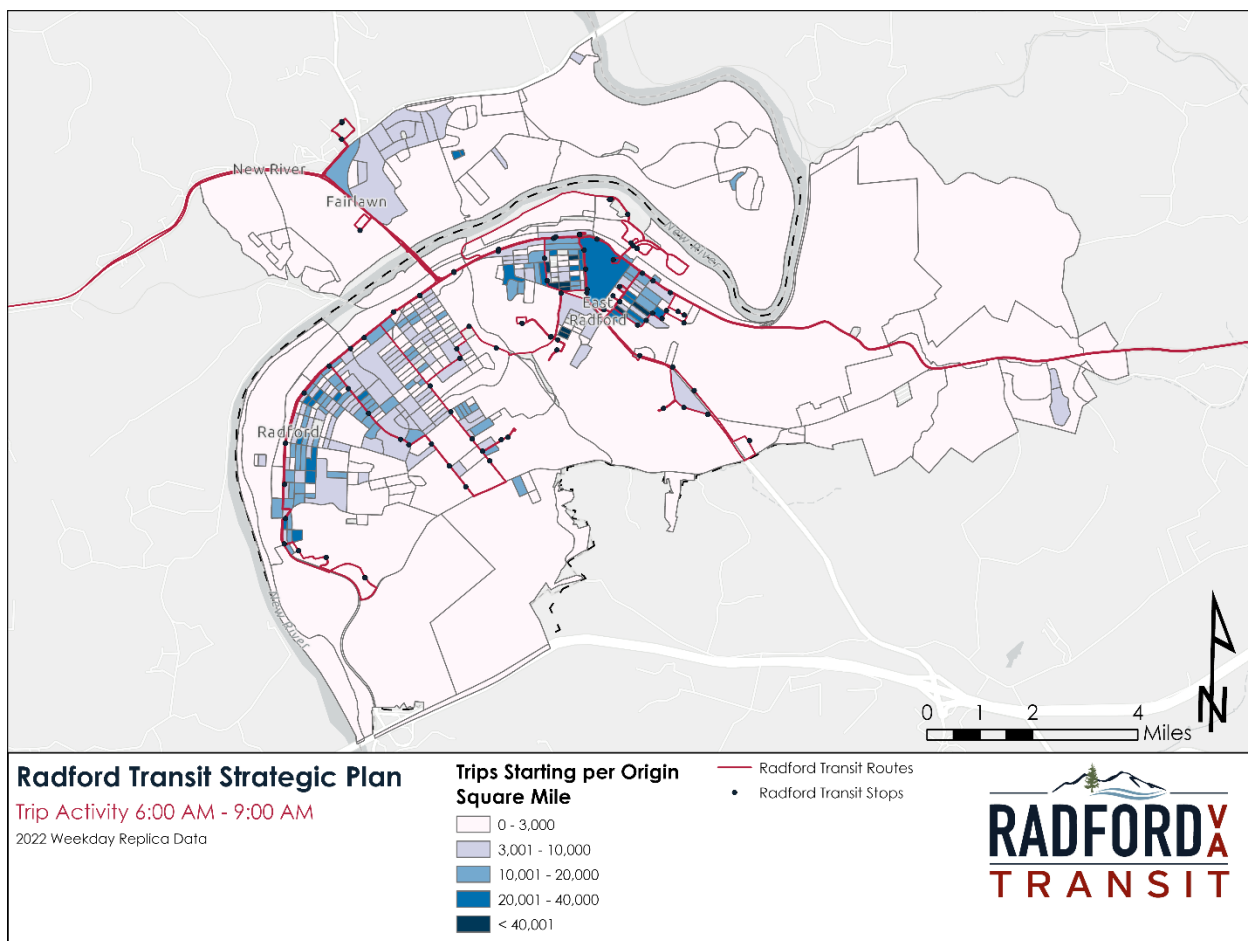 New River
Fairlawn
New River
East
Radford
Radford
New River
N
0 1 2 4
Miles
Radford Transit Strategic Plan
Trip Activity 6:00 AM - 9:00 AM
2022 Weekday Replica Data
Trips Starting per Origin
Square Mile
0 - 3,000
3,001 - 10,000
10,001 - 20,000
20,001 - 40,000
< 40,001
Radford Transit Routes
Radford Transit Stops
RADFORD VA
TRANSIT